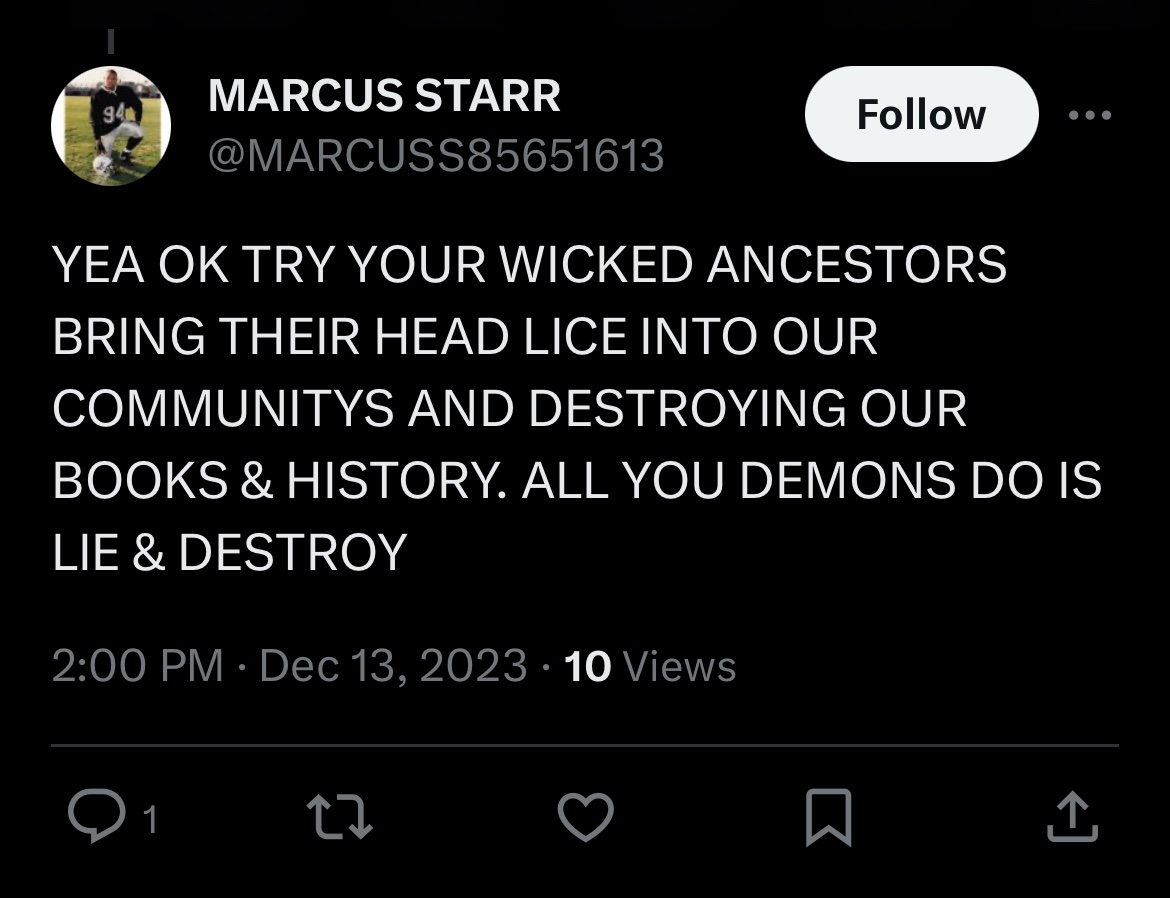 MARCUS STARR
@MARCUSS85651613
Follow
94
YEA OK TRY YOUR WICKED ANCESTORS
BRING THEIR HEAD LICE INTO OUR
COMMUNITYS AND DESTROYING OUR
BOOKS & HISTORY. ALL YOU DEMONS DO IS
LIE & DESTROY
2:00 PM · Dec 13, 2023 · 10 Views
1